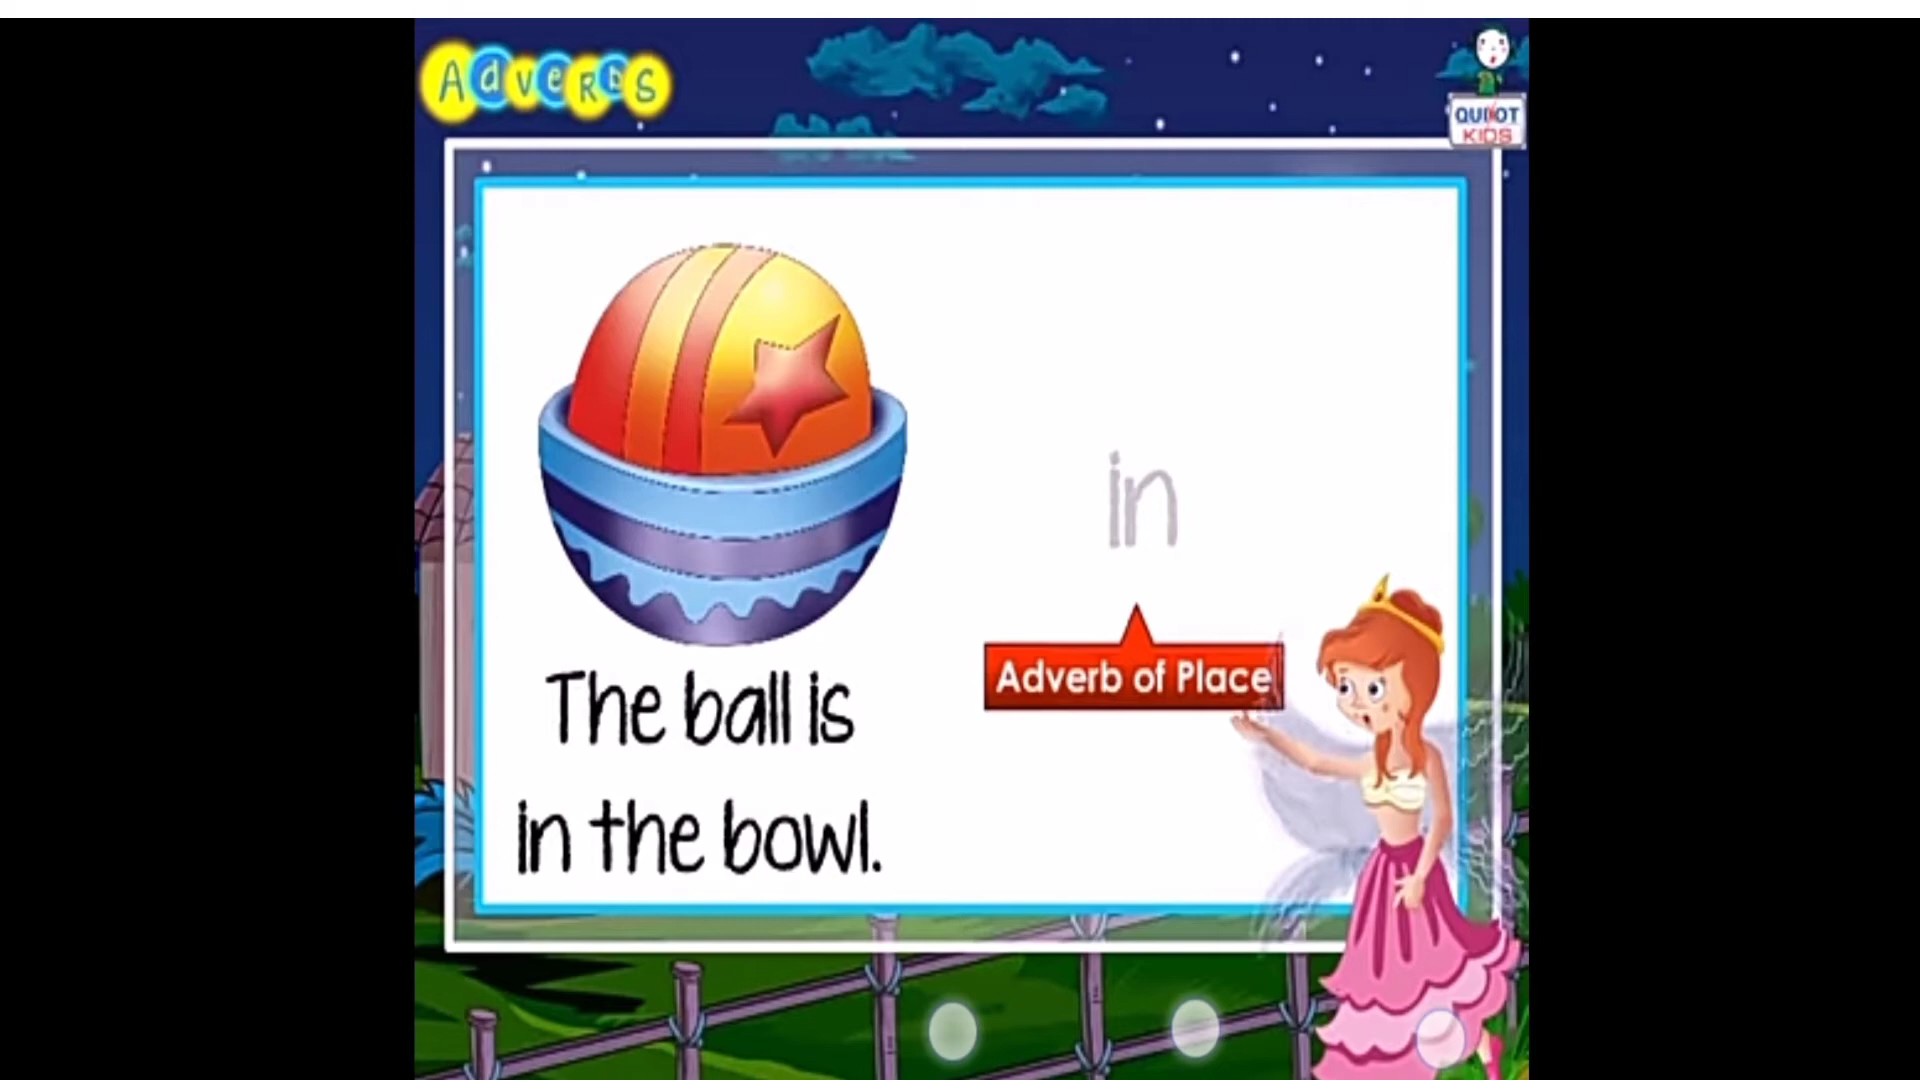 AdveRbS
QUIXOT
KIDS
in
Adverb of Place
The ball is
in the bowl.